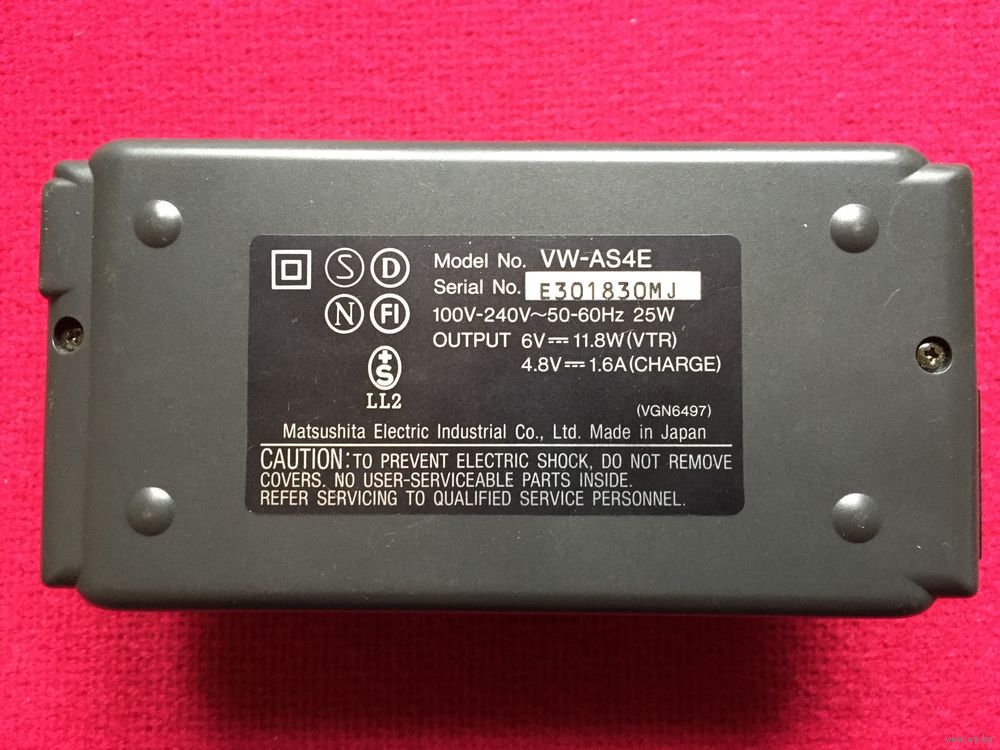 S D
N FI
+S
LL2
Model No. VW-AS4E
Serial No. E301830MJ
100V-240V~50-60Hz 25W
OUTPUT 6V⎓11.8W(VTR)
4.8V⎓1.6A(CHARGE)
(VGN6497)
Matsushita Electric Industrial Co., Ltd. Made in Japan
CAUTION:TO PREVENT ELECTRIC SHOCK, DO NOT REMOVE
COVERS. NO USER-SERVICEABLE PARTS INSIDE.
REFER SERVICING TO QUALIFIED SERVICE PERSONNEL.